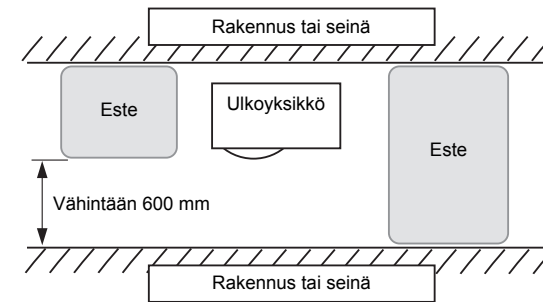 Rakennus tai seinä
Este
Ulkoyksikkö
Este
Vähintään 600 mm
Rakennus tai seinä